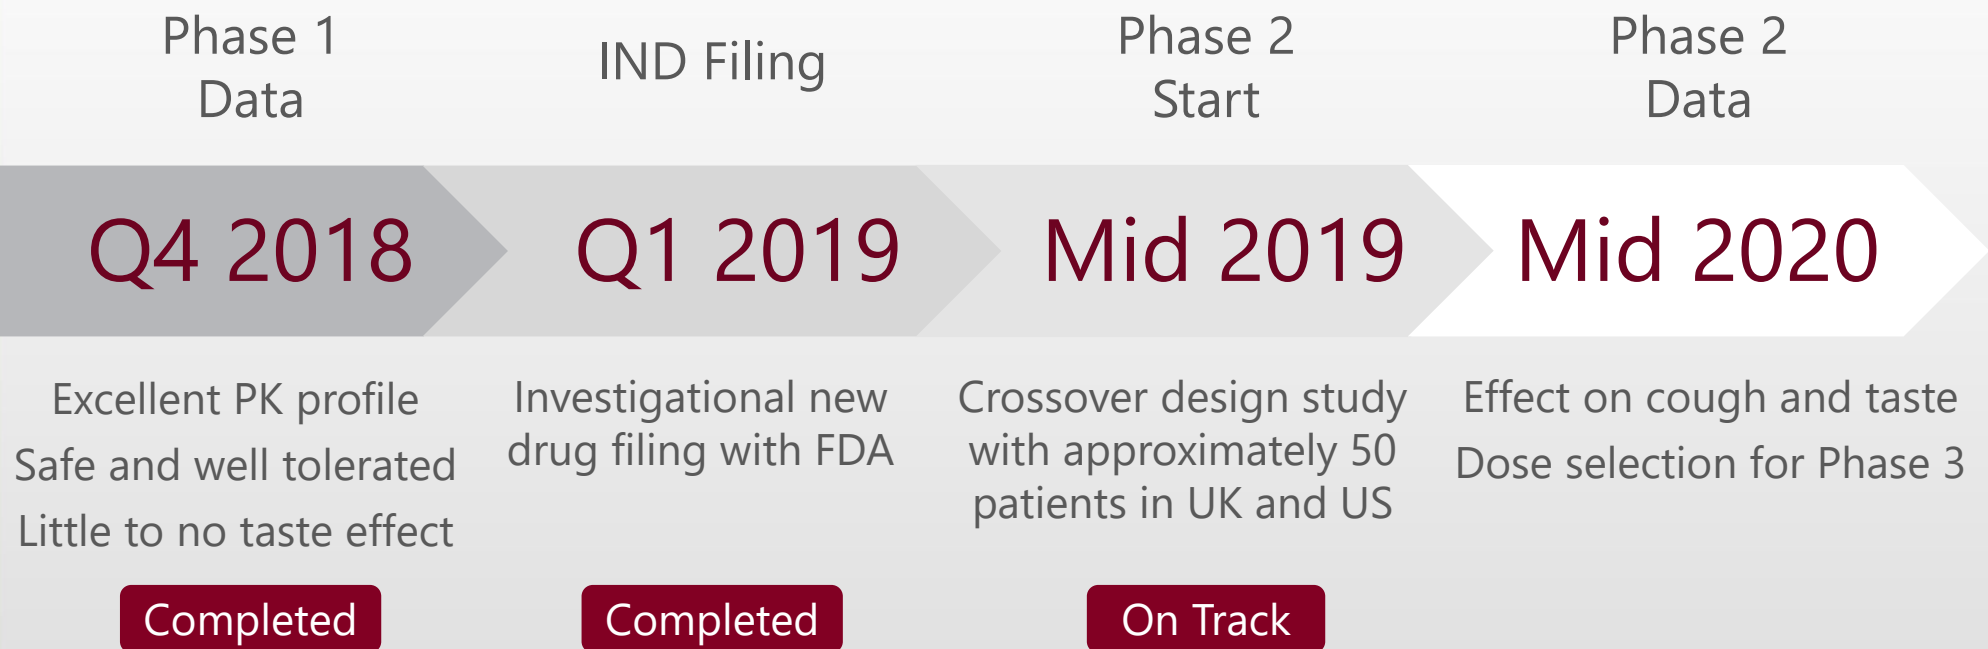 Phase 1
Data
IND Filing
Phase 2
Start
Phase 2
Data
Q4 2018
Q1 2019
Mid 2019
Mid 2020
Excellent PK profile
Safe and well tolerated
Little to no taste effect
Investigational new
drug filing with FDA
Crossover design study
with approximately 50
patients in UK and US
Effect on cough and taste
Dose selection for Phase 3
Completed
Completed
On Track